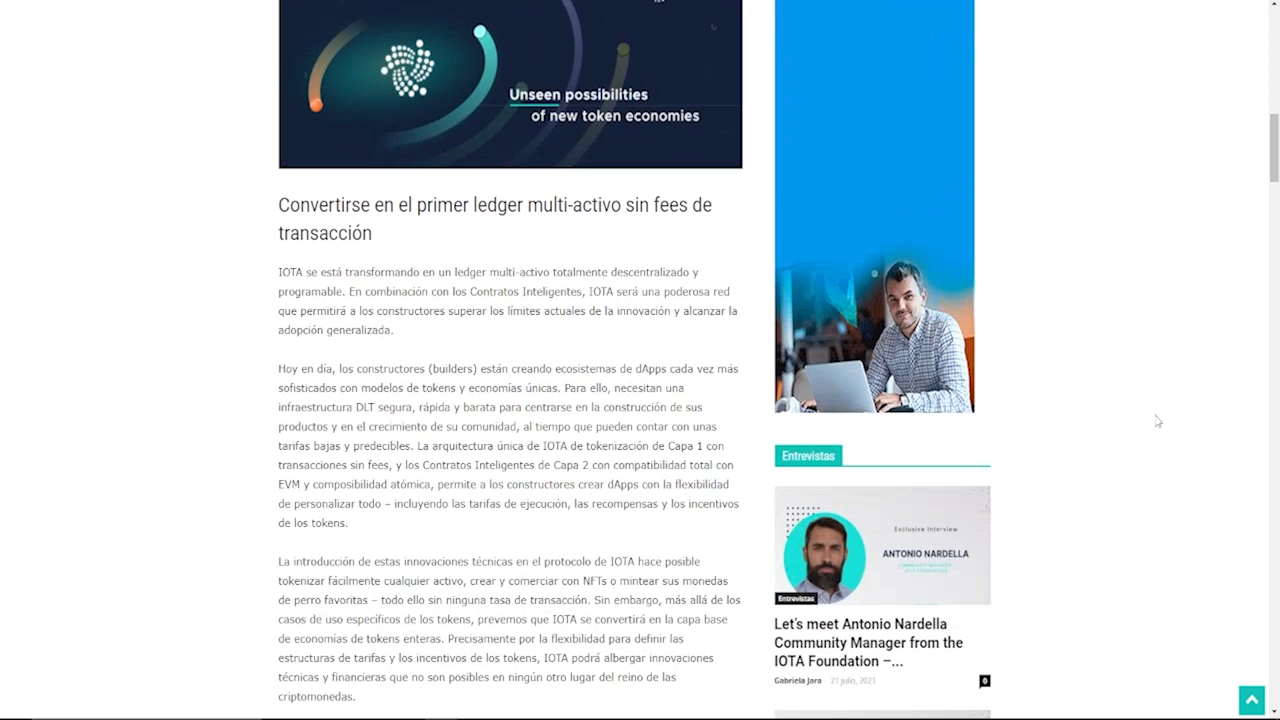 Unseen possibilities
of new token economies
Convertirse en el primer ledger multi-activo sin fees de
transacción
IOTA se está transformando en un ledger multi-activo totalmente descentralizado y
programable. En combinación con los Contratos Inteligentes, IOTA será una poderosa red
que permitirá a los constructores superar los límites actuales de la innovación y alcanzar la
adopción generalizada.
Hoy en día, los constructores (builders) están creando ecosistemas de dApps cada vez más
sofisticados con modelos de tokens y economías únicas. Para ello, necesitan una
infraestructura DLT segura, rápida y barata para centrarse en la construcción de sus
productos y en el crecimiento de su comunidad, al tiempo que pueden contar con unas
tarifas bajas y predecibles. La arquitectura única de IOTA de tokenización de Capa 1 con
transacciones sin fees, y los Contratos Inteligentes de Capa 2 con compatibilidad total con
EVM y composibilidad atómica, permite a los constructores crear dApps con la flexibilidad
de personalizar todo – incluyendo las tarifas de ejecución, las recompensas y los incentivos
de los tokens.
La introducción de estas innovaciones técnicas en el protocolo de IOTA hace posible
tokenizar fácilmente cualquier activo, crear y comerciar con NFTs o mintear sus monedas
de perro favoritas – todo ello sin ninguna tasa de transacción. Sin embargo, más allá de los
casos de uso específicos de los tokens, prevemos que IOTA se convertirá en la capa base
de economías de tokens enteras. Precisamente por la flexibilidad para definir las
estructuras de tarifas y los incentivos de los tokens, IOTA podrá albergar innovaciones
técnicas y financieras que no son posibles en ningún otro lugar del reino de las
criptomonedas.
Entrevistas
Exclusive Interview
ANTONIO NARDELLA
COMMUNITY MANAGER
IOTA FOUNDATION
Entrevistas
Let's meet Antonio Nardella
Community Manager from the
IOTA Foundation –...
Gabriela Jara - 21 julio, 2021
0